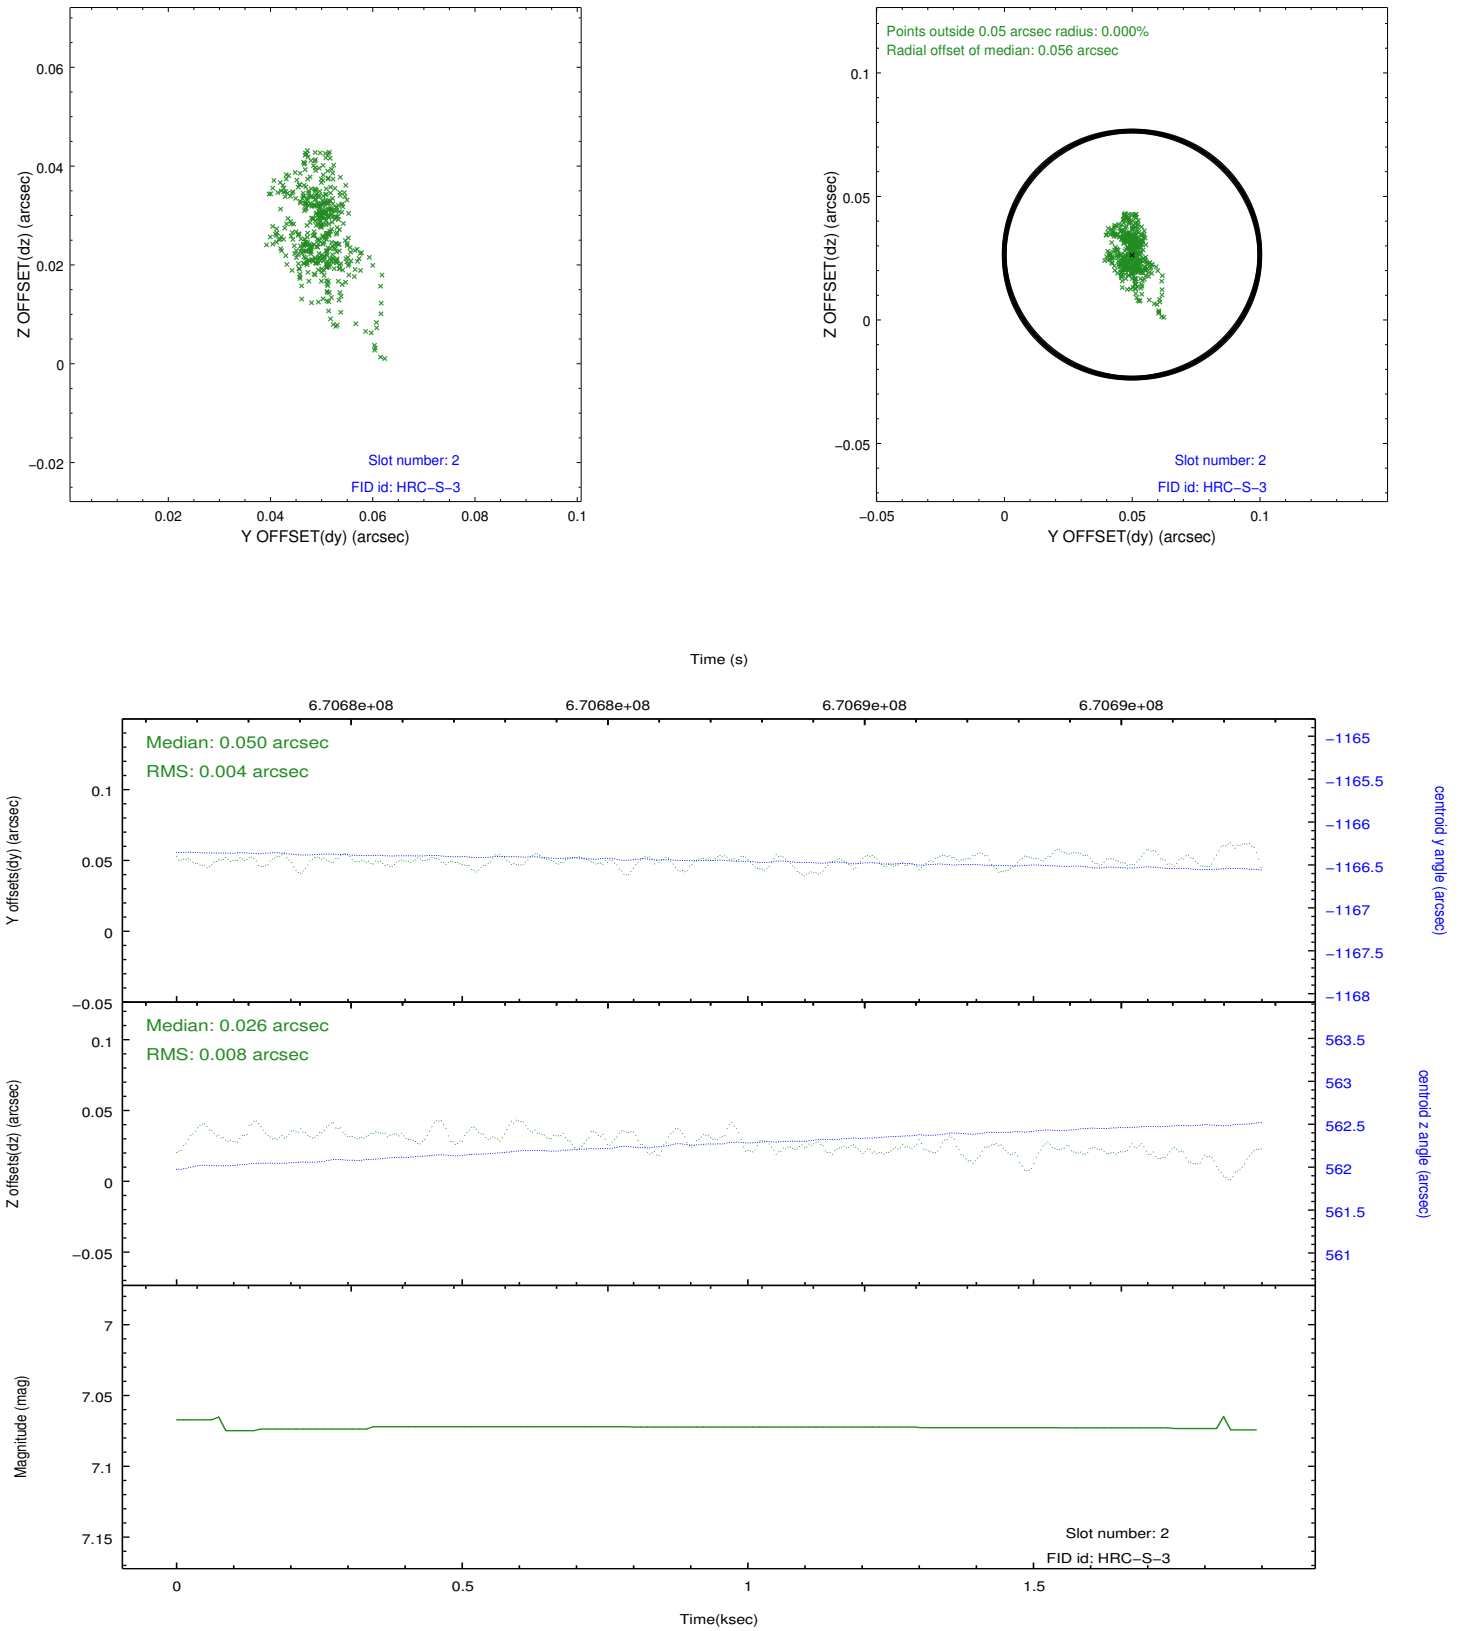 0.06
0.04
0.02
0
−0.02
Z OFFSET(dz) (arcsec)
Slot number: 2
FID id: HRC−S−3
0.02 0.04 0.06 0.08 0.1
Y OFFSET(dy) (arcsec)
Points outside 0.05 arcsec radius: 0.000%
Radial offset of median: 0.056 arcsec
0.1
0.05
0
−0.05
Z OFFSET(dz) (arcsec)
Slot number: 2
FID id: HRC−S−3
−0.05 0 0.05 0.1
Y OFFSET(dy) (arcsec)
Time (s)
6.7068e+08 6.7068e+08 6.7069e+08 6.7069e+08
Median: 0.050 arcsec
RMS: 0.004 arcsec
0.1
0.05
0
−0.05
Y offsets(dy) (arcsec)
−1165
−1165.5
−1166
−1166.5
−1167
−1167.5
−1168
centroid y angle (arcsec)
Median: 0.026 arcsec
RMS: 0.008 arcsec
0.1
0.05
0
−0.05
Z offsets(dz) (arcsec)
563.5
563
562.5
562
561.5
561
centroid z angle (arcsec)
7
7.05
7.1
7.15
Magnitude (mag)
Slot number: 2
FID id: HRC−S−3
0 0.5 1 1.5
Time(ksec)